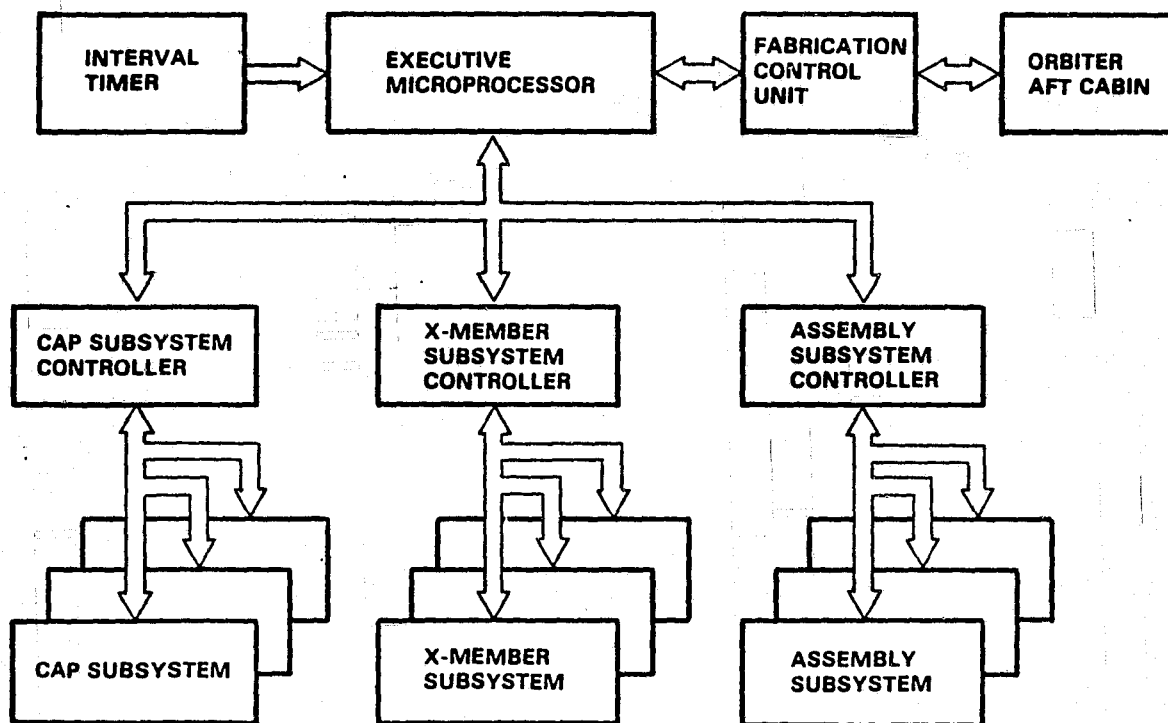 INTERVAL
TIMER
EXECUTIVE
MICROPROCESSOR
FABRICATION
CONTROL
UNIT
ORBITER
AFT CABIN
CAP SUBSYSTEM
CONTROLLER
X-MEMBER
SUBSYSTEM
CONTROLLER
ASSEMBLY
SUBSYSTEM
CONTROLLER
CAP SUBSYSTEM
X-MEMBER
SUBSYSTEM
ASSEMBLY
SUBSYSTEM